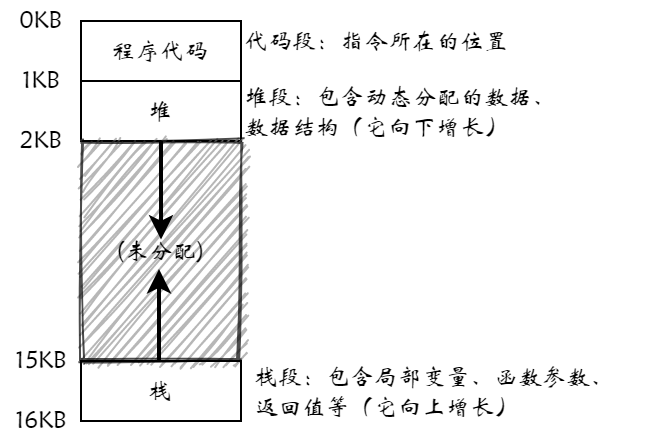 0KB
程序代码
代码段：指令所在的位置
1KB
堆
堆段：包含动态分配的数据、
数据结构（它向下增长）
2KB
(未分配)
15KB
栈
栈段：包含局部变量、函数参数、
返回值等（它向上增长）
16KB